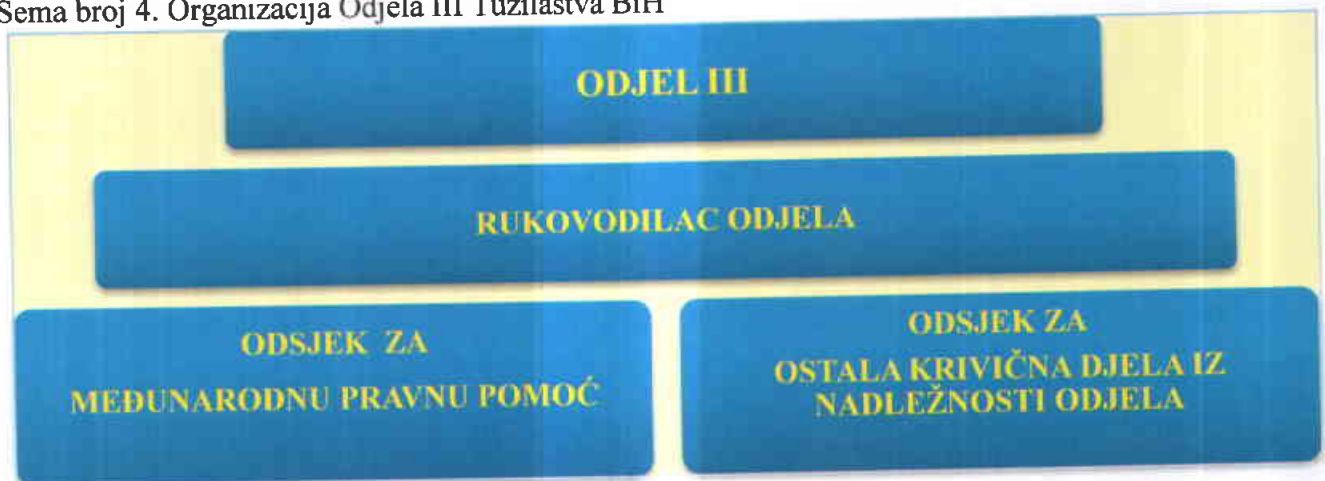 Šema broj 4. Organizacija Odjela III Tužilaštva BiH
ODJEL III
RUKOVODILAC ODJELA
ODSJEK ZA
MEĐUNARODNU PRAVNU POMOĆ
ODSJEK ZA
OSTALA KRIVIČNA DJELA IZ
NADLEŽNOSTI ODJELA